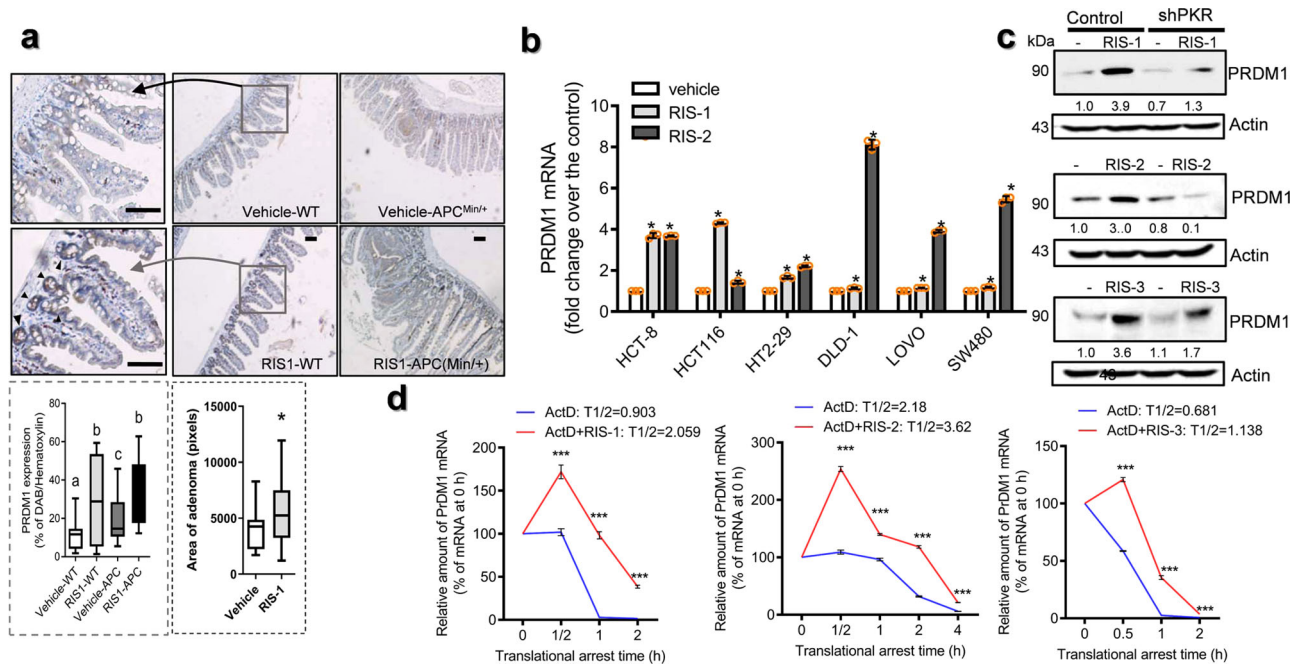 a
Vehicle-WT
Vehicle-APC^Min/+
RIS1-WT
RIS1-APC(Min/+)
PRDM1 expression
(% of DAB/Hematoxylin)
80
60
40
20
0
a
b
c
b
Vehicle-WT
RIS1-WT
Vehicle-APC
RIS1-APC
Area of adenoma (pixels)
15000
10000
5000
0
*
Vehicle
RIS-1
b
vehicle
RIS-1
RIS-2
PRDM1 mRNA
(fold change over the control)
10
8
6
4
2
0
* * * * * * * * * * * *
HCT-8
HCT116
HT2-29
DLD-1
LOVO
SW480
c
Control shPKR
kDa - RIS-1 - RIS-1
90 PRDM1
1.0 3.9 0.7 1.3
43 Actin
- RIS-2 - RIS-2
90 PRDM1
1.0 3.0 0.8 0.1
43 Actin
- RIS-3 - RIS-3
90 PRDM1
1.0 3.6 1.1 1.7
43 Actin
d
ActD: T1/2=0.903
ActD+RIS-1: T1/2=2.059
Relative amount of PrDM1 mRNA
(% of mRNA at 0 h)
200
150
100
50
0
***
***
***
0 1/2 1 2
Translational arrest time (h)
ActD: T1/2=2.18
ActD+RIS-2: T1/2=3.62
Relative amount of PrDM1 mRNA
(% of mRNA at 0 h)
300
250
200
150
100
50
0
***
***
***
***
0 1/2 1 2 4
Translational arrest time (h)
ActD: T1/2=0.681
ActD+RIS-3: T1/2=1.138
Relative amount of PrDM1 mRNA
(% of mRNA at 0 h)
150
100
50
0
***
***
***
0 0.5 1 2
Translational arrest time (h)